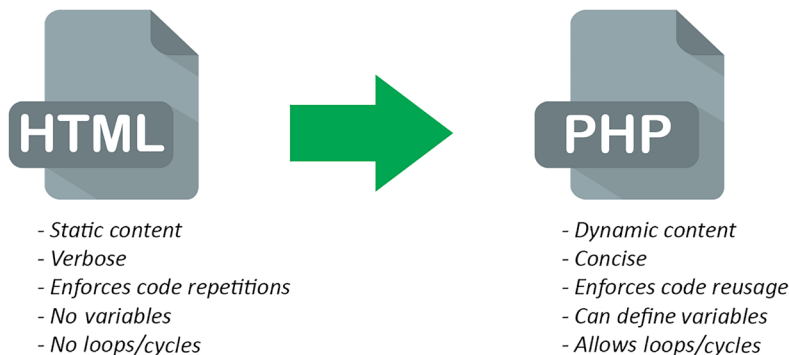 HTML
- Static content
- Verbose
- Enforces code repetitions
- No variables
- No loops/cycles
PHP
- Dynamic content
- Concise
- Enforces code reusage
- Can define variables
- Allows loops/cycles